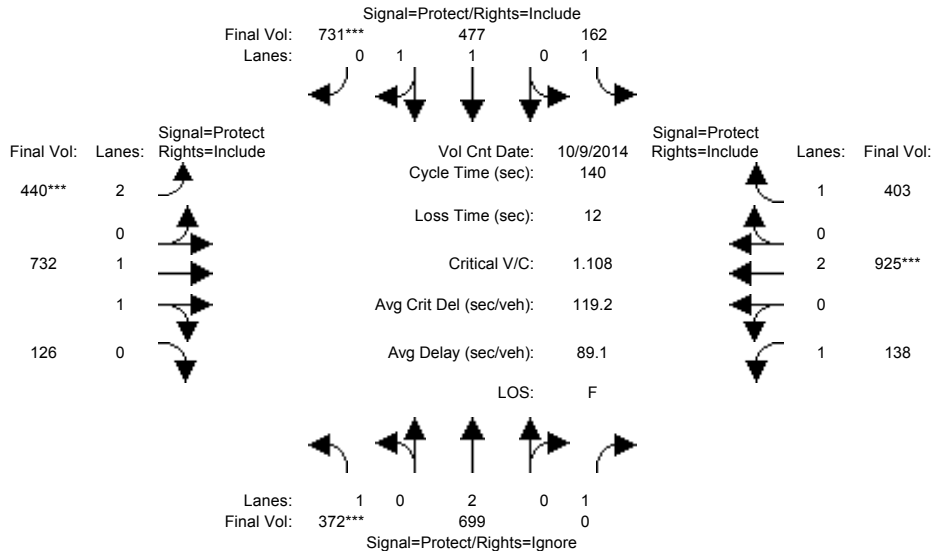 Signal=Protect/Rights=Include
Final Vol: 731*** 477 162
Lanes: 0 1 1 0 1
Signal=Protect
Final Vol: Lanes: Rights=Include
Vol Cnt Date: 10/9/2014
Signal=Protect
Rights=Include Lanes: Final Vol:
Cycle Time (sec): 140
440*** 2
1 403
Loss Time (sec): 12
0
0
732 1
Critical V/C: 1.108
2 925***
1
Avg Crit Del (sec/veh): 119.2
0
126 0
Avg Delay (sec/veh): 89.1
1 138
LOS: F
Lanes: 1 0 2 0 1
Final Vol: 372*** 699 0
Signal=Protect/Rights=Ignore